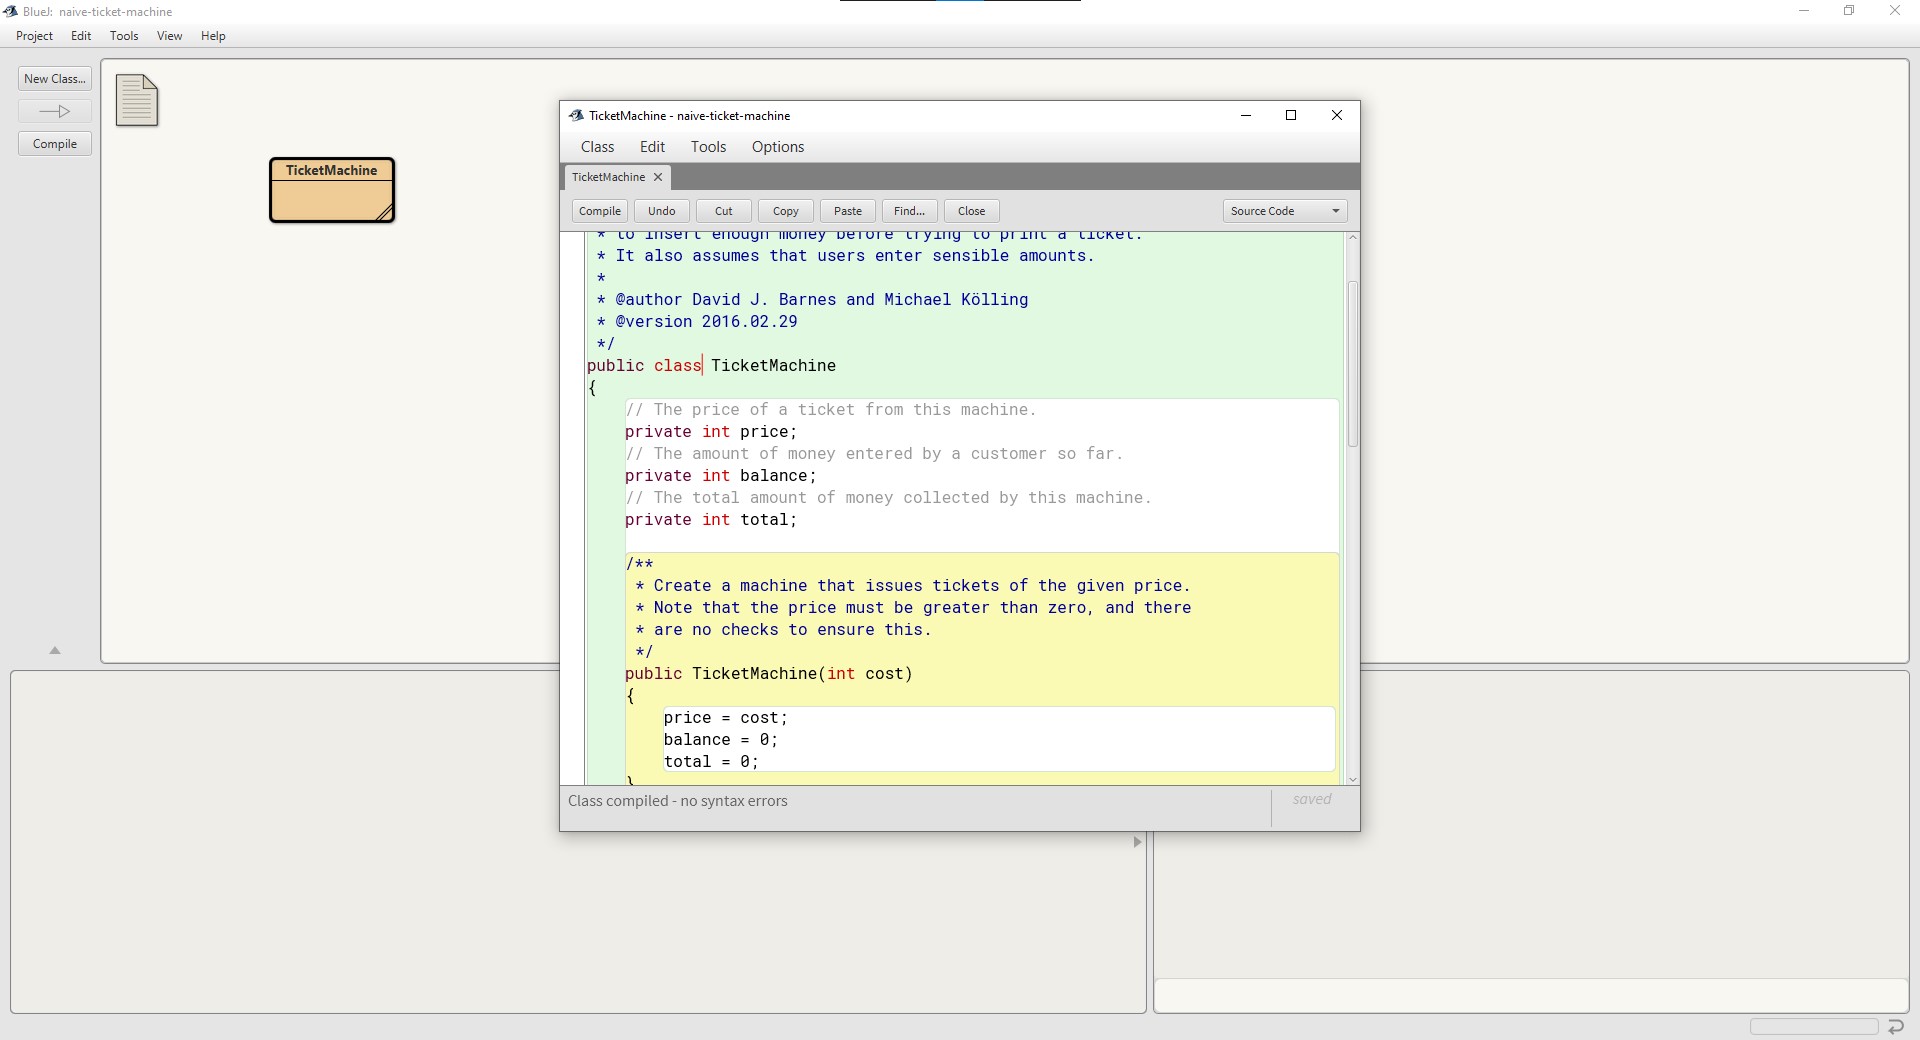 BlueJ: naive-ticket-machine
Project Edit Tools View Help
New Class...
Compile
TicketMachine
TicketMachine - naive-ticket-machine
Class Edit Tools Options
TicketMachine
Compile Undo Cut Copy Paste Find... Close Source Code
* to insert enough money before trying to print a ticket.
* It also assumes that users enter sensible amounts.
*
* @author David J. Barnes and Michael Kölling
* @version 2016.02.29
*/
public class TicketMachine
{
// The price of a ticket from this machine.
private int price;
// The amount of money entered by a customer so far.
private int balance;
// The total amount of money collected by this machine.
private int total;
/**
* Create a machine that issues tickets of the given price.
* Note that the price must be greater than zero, and there
* are no checks to ensure this.
*/
public TicketMachine(int cost)
{
price = cost;
balance = 0;
total = 0;
}
Class compiled - no syntax errors
saved